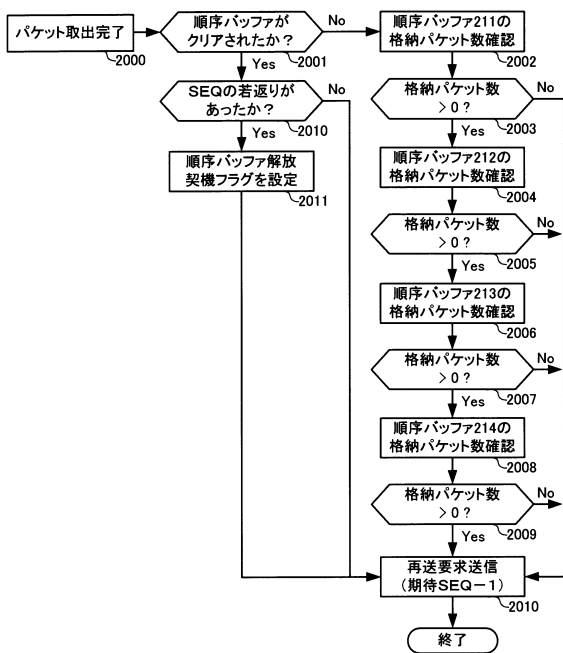 パケット取出完了
2000
順序バッファが
クリアされたか？
2001
No
Yes
SEQの若返りが
あったか？
2010
No
Yes
順序バッファ解放
契機フラグを設定
2011
順序バッファ211の
格納パケット数確認
2002
格納パケット数
＞０？
2003
No
Yes
順序バッファ212の
格納パケット数確認
2004
格納パケット数
＞０？
2005
No
Yes
順序バッファ213の
格納パケット数確認
2006
格納パケット数
＞０？
2007
No
Yes
順序バッファ214の
格納パケット数確認
2008
格納パケット数
＞０？
2009
No
Yes
再送要求送信
（期待SEQ－1）
2010
終了